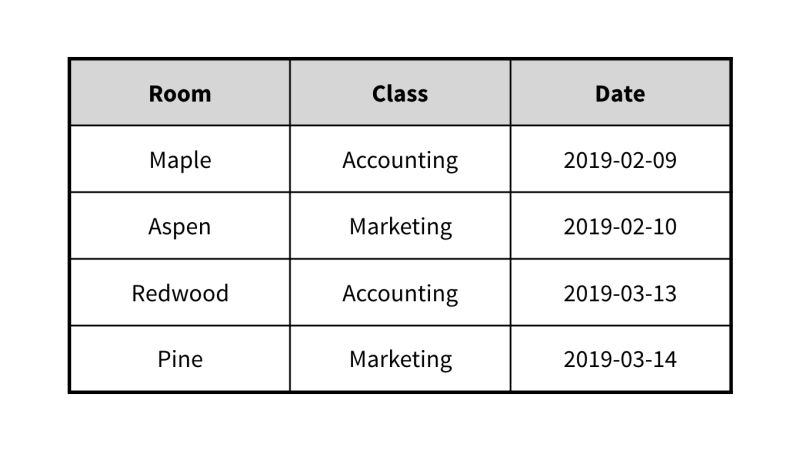 Room Class Date
Maple Accounting 2019-02-09
Aspen Marketing 2019-02-10
Redwood Accounting 2019-03-13
Pine Marketing 2019-03-14